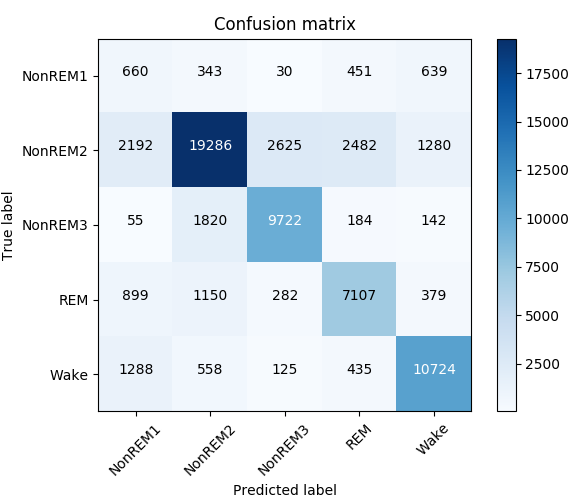 Confusion matrix
True label
NonREM1 660 343 30 451 639
NonREM2 2192 19286 2625 2482 1280
NonREM3 55 1820 9722 184 142
REM 899 1150 282 7107 379
Wake 1288 558 125 435 10724
NonREM1 NonREM2 NonREM3 REM Wake
Predicted label
17500
15000
12500
10000
7500
5000
2500